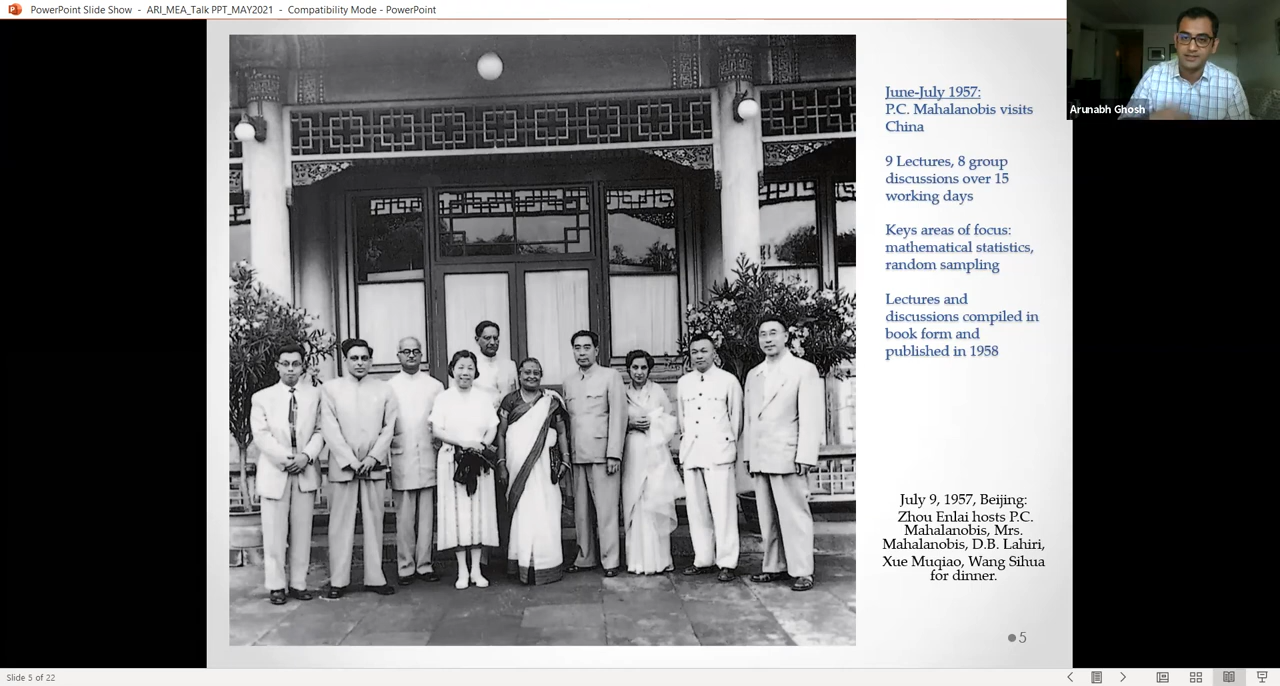 PowerPoint Slide Show - ARI_MEA_Talk PPT_MAY2021 - Compatibility Mode - PowerPoint
Arunabh Ghosh
June-July 1957:
P.C. Mahalanobis visits
China
9 Lectures, 8 group
discussions over 15
working days
Keys areas of focus:
mathematical statistics,
random sampling
Lectures and
discussions compiled in
book form and
published in 1958
July 9, 1957, Beijing:
Zhou Enlai hosts P.C.
Mahalanobis, Mrs.
Mahalanobis, D.B. Lahiri,
Xue Muqiao, Wang Sihua
for dinner.
5
Slide 5 of 22